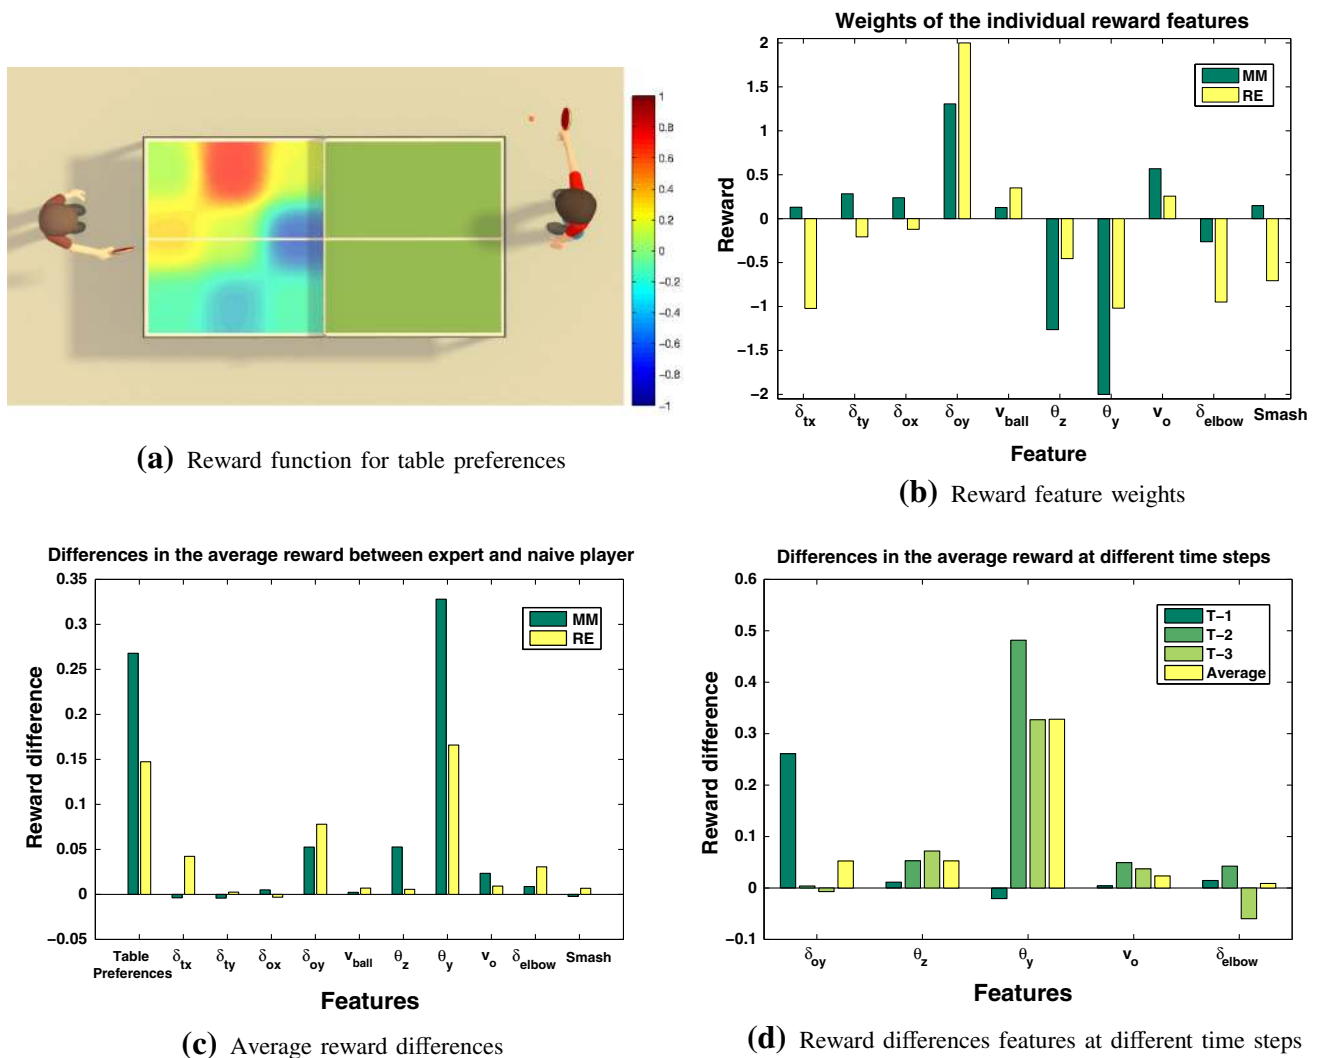 1
0.8
0.6
0.4
0.2
0
−0.2
−0.4
−0.6
−0.8
−1
(a) Reward function for table preferences
Weights of the individual reward features
2
1.5
1
0.5
0
−0.5
−1
−1.5
−2
Reward
MM
RE
δtx δty δox δoy vball θz θy vo δelbow Smash
Feature
(b) Reward feature weights
Differences in the average reward between expert and naive player
0.35
0.3
0.25
0.2
0.15
0.1
0.05
0
−0.05
Reward difference
MM
RE
Table δtx δty δox δoy vball θz θy vo δelbow Smash
Preferences
Features
(c) Average reward differences
Differences in the average reward at different time steps
0.6
0.5
0.4
0.3
0.2
0.1
0
−0.1
Reward difference
T−1
T−2
T−3
Average
δoy θz θy vo δelbow
Features
(d) Reward differences features at different time steps